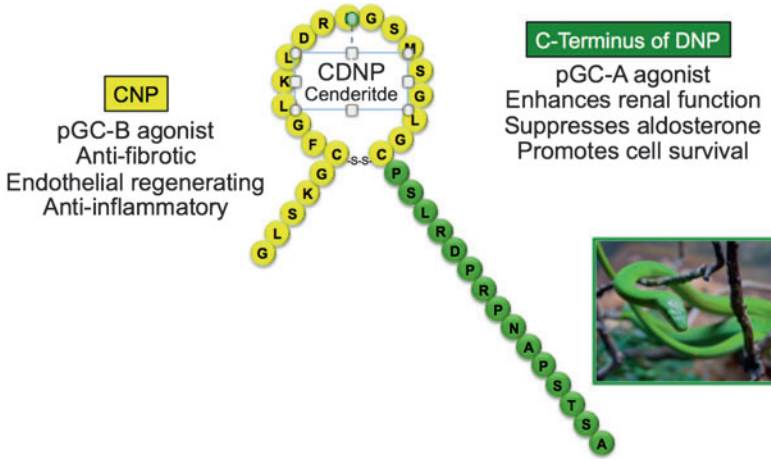 CNP
pGC-B agonist
Anti-fibrotic
Endothelial regenerating
Anti-inflammatory
G L S K G C F G L K L D R G S M S G L G C
-S-S-
P S L R D P R P N A P S T S A
CDNP
Cenderitde
C-Terminus of DNP
pGC-A agonist
Enhances renal function
Suppresses aldosterone
Promotes cell survival